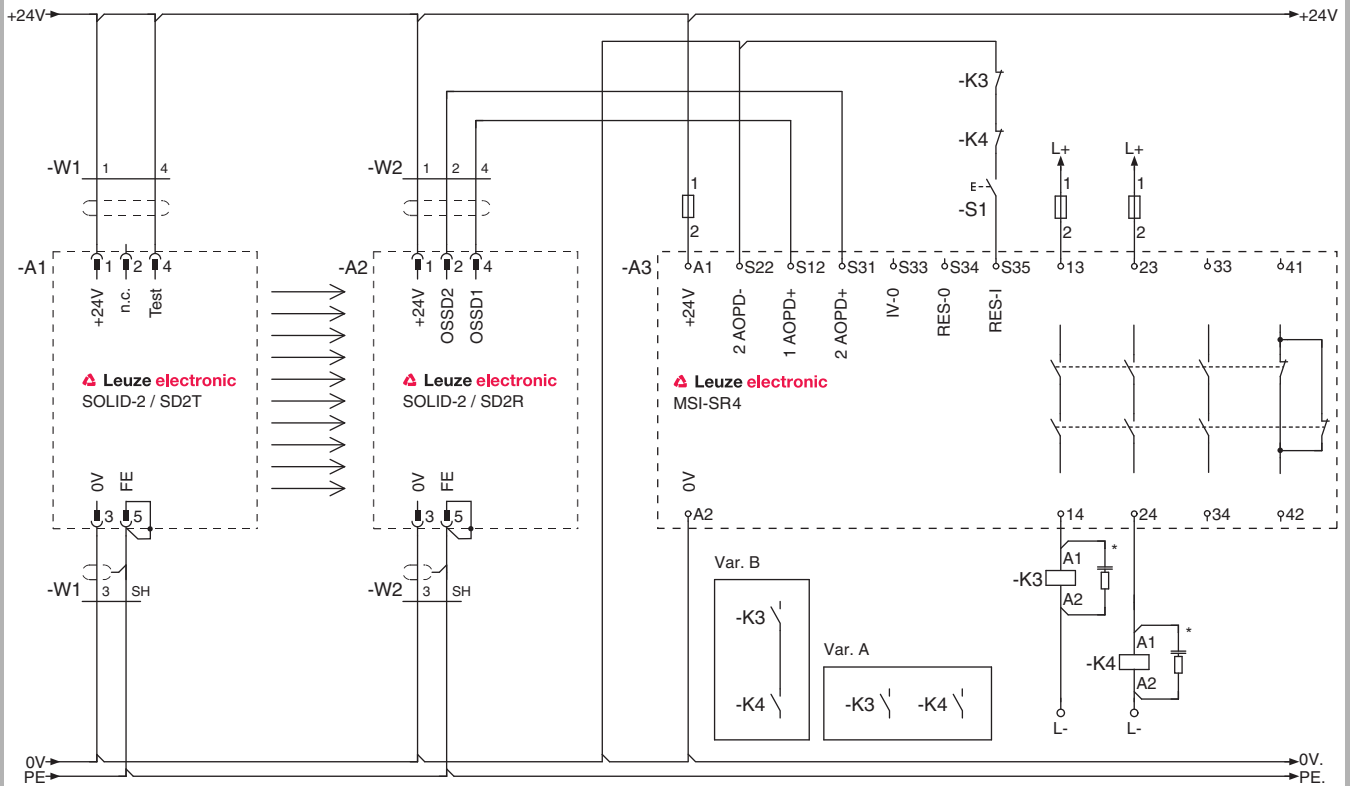 +24V
+24V
-K3
-K4
L+
L+
-W1 1 4
-W2 1 2 4
1
E
-S1
1
1
2
2
2
-A1 1 2 4
-A2 1 2 4
-A3 A1 S22 S12 S31 S33 S34 S35 13 23 33 41
+24V
n.c.
Test
+24V
OSSD2
OSSD1
+24V
2 AOPD-
1 AOPD+
2 AOPD+
IV-0
RES-0
RES-I
Leuze electronic
SOLID-2 / SD2T
Leuze electronic
SOLID-2 / SD2R
Leuze electronic
MSI-SR4
0V
FE
0V
FE
0V
3 5
3 5
A2 14 24 34 42
-W1 3 SH
-W2 3 SH
Var. B
-K3
-K4
Var. A
-K3 -K4
A1
*
-K3
A2
A1
*
-K4
A2
L-
L-
0V
PE
0V.
PE.